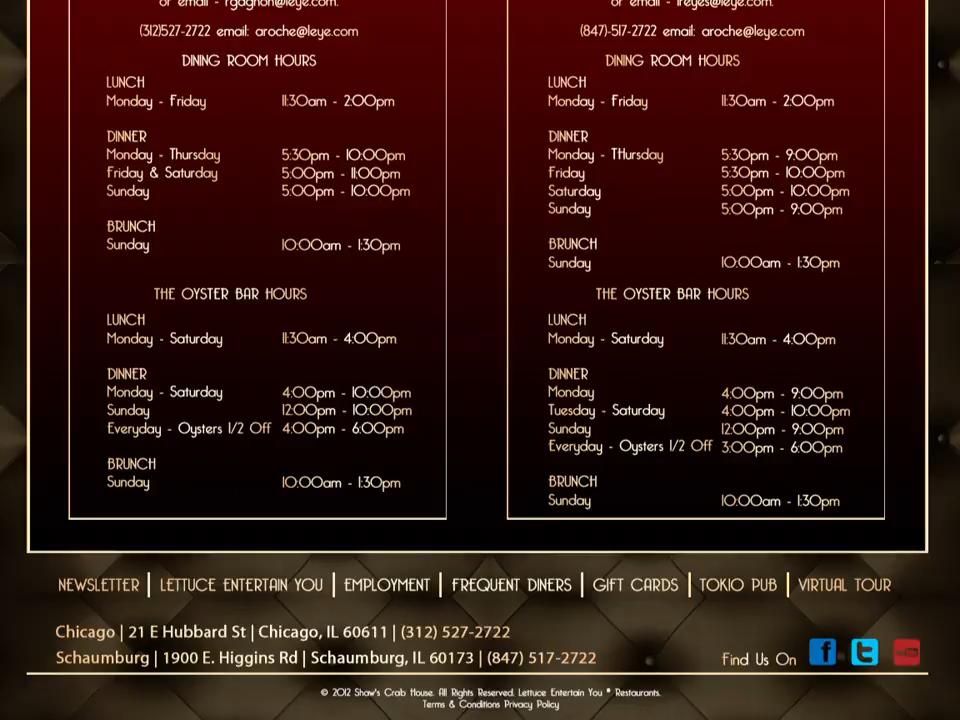 or email - rgagnon@leye.com.
(312)527-2722 email: aroche@leye.com
DINING ROOM HOURS
LUNCH
Monday - Friday 11:30am - 2:00pm
DINNER
Monday - Thursday 5:30pm - 10:00pm
Friday & Saturday 5:00pm - 11:00pm
Sunday 5:00pm - 10:00pm
BRUNCH
Sunday 10:00am - 1:30pm
THE OYSTER BAR HOURS
LUNCH
Monday - Saturday 11:30am - 4:00pm
DINNER
Monday - Saturday 4:00pm - 10:00pm
Sunday 12:00pm - 10:00pm
Everyday - Oysters 1/2 Off 4:00pm - 6:00pm
BRUNCH
Sunday 10:00am - 1:30pm
or email - lreyes@leye.com.
(847)-517-2722 email: aroche@leye.com
DINING ROOM HOURS
LUNCH
Monday - Friday 11:30am - 2:00pm
DINNER
Monday - THursday 5:30pm - 9:00pm
Friday 5:30pm - 10:00pm
Saturday 5:00pm - 10:00pm
Sunday 5:00pm - 9:00pm
BRUNCH
Sunday 10:00am - 1:30pm
THE OYSTER BAR HOURS
LUNCH
Monday - Saturday 11:30am - 4:00pm
DINNER
Monday 4:00pm - 9:00pm
Tuesday - Saturday 4:00pm - 10:00pm
Sunday 12:00pm - 9:00pm
Everyday - Oysters 1/2 Off 3:00pm - 6:00pm
BRUNCH
Sunday 10:00am - 1:30pm
NEWSLETTER | LETTUCE ENTERTAIN YOU | EMPLOYMENT | FREQUENT DINERS | GIFT CARDS | TOKIO PUB | VIRTUAL TOUR
Chicago | 21 E Hubbard St | Chicago, IL 60611 | (312) 527-2722
Schaumburg | 1900 E. Higgins Rd | Schaumburg, IL 60173 | (847) 517-2722
Find Us On
© 2012 Shaw's Crab House. All Rights Reserved. Lettuce Entertain You ® Restaurants.
Terms & Conditions Privacy Policy